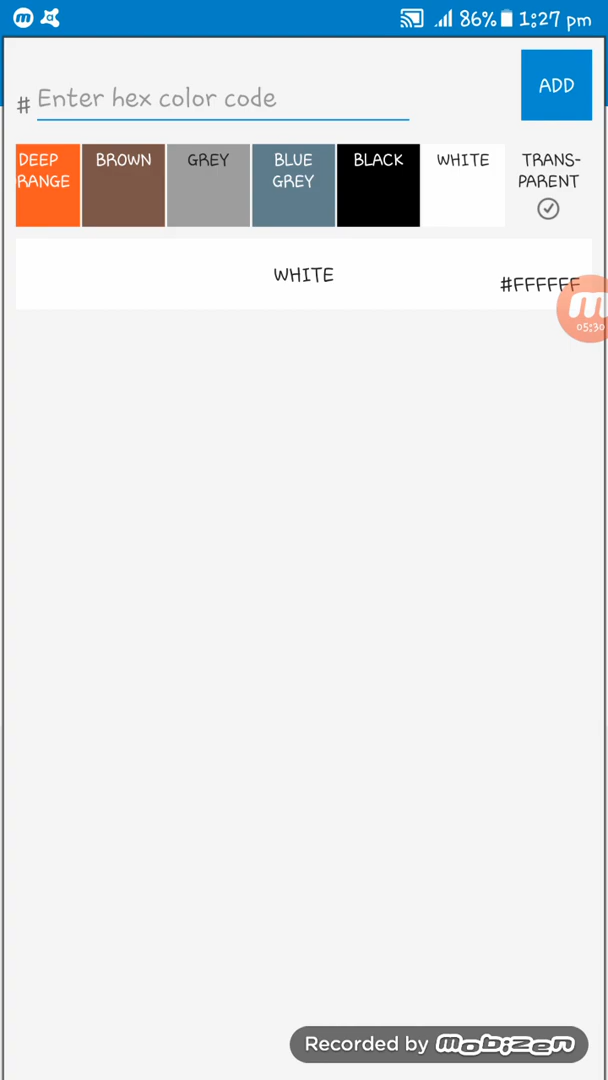 86% 1:27 pm
# Enter hex color code
ADD
DEEP
RANGE
BROWN
GREY
BLUE
GREY
BLACK
WHITE
TRANS-
PARENT
WHITE
#FFFFFF
05:30
Recorded by mobizen